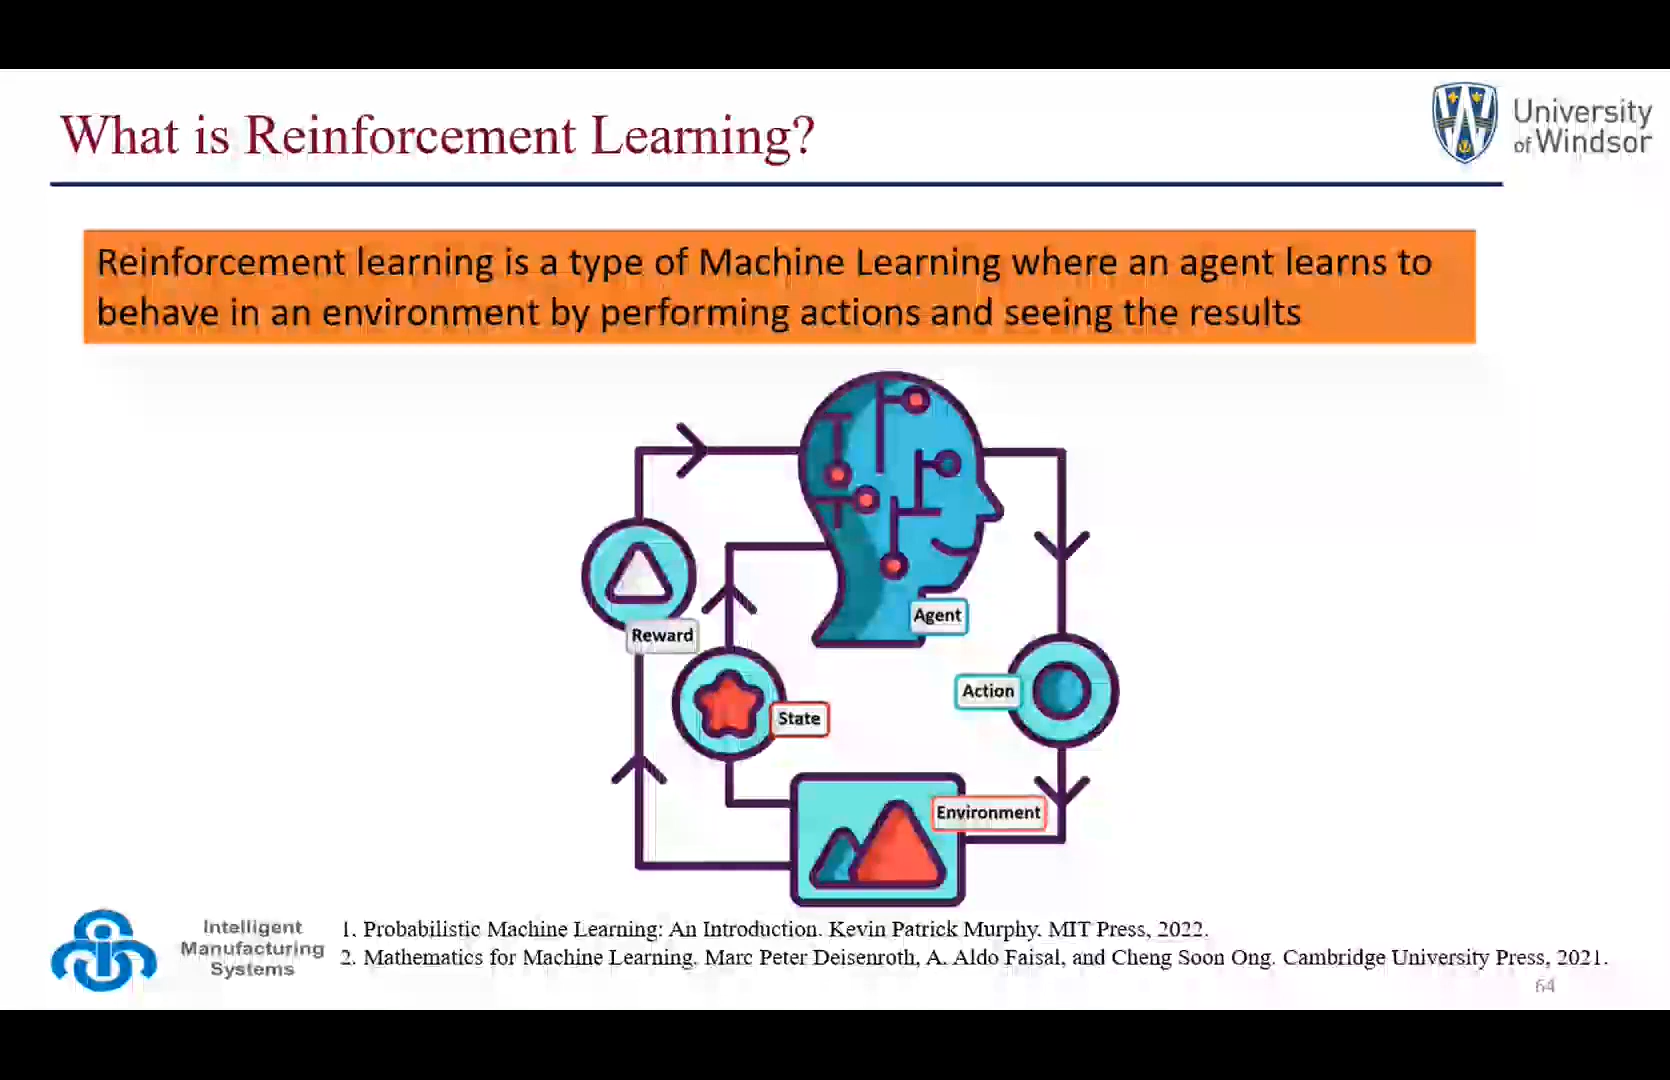 What is Reinforcement Learning?
University
of Windsor
Reinforcement learning is a type of Machine Learning where an agent learns to
behave in an environment by performing actions and seeing the results
Agent
Reward
Action
State
Environment
Intelligent
Manufacturing
Systems
1. Probabilistic Machine Learning: An Introduction. Kevin Patrick Murphy. MIT Press, 2022.
2. Mathematics for Machine Learning. Marc Peter Deisenroth, A. Aldo Faisal, and Cheng Soon Ong. Cambridge University Press, 2021.
64